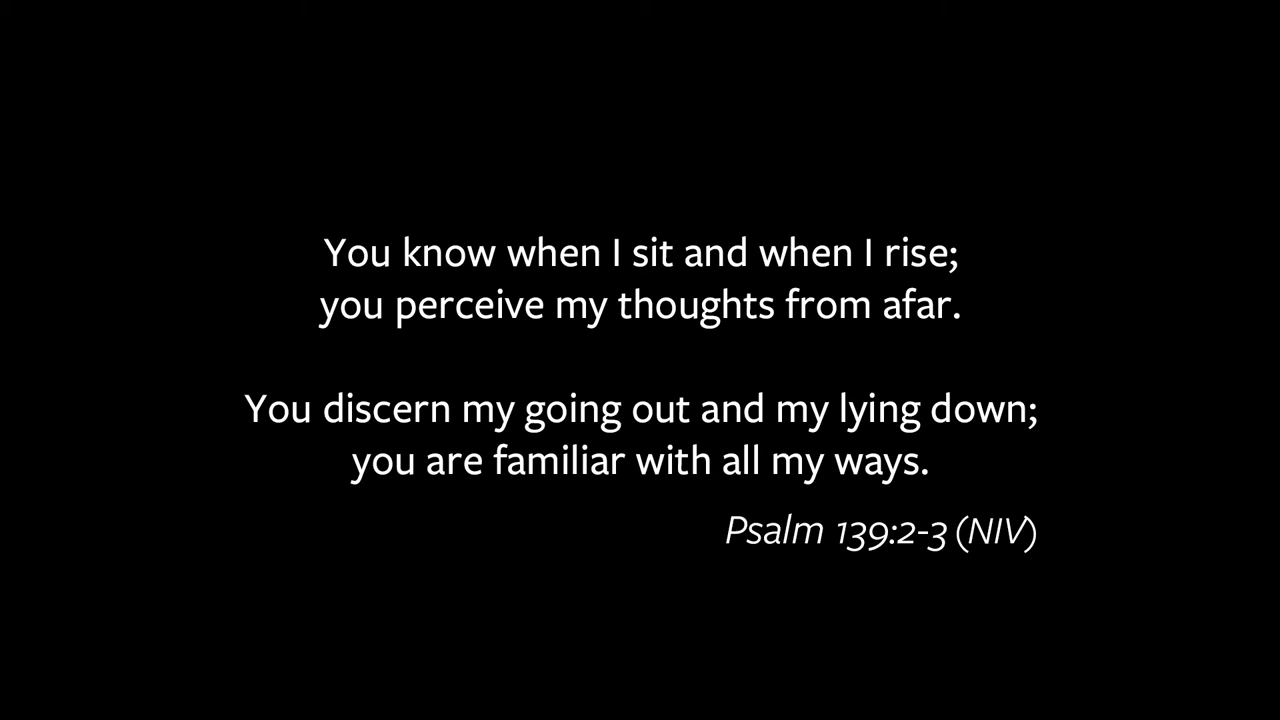 You know when I sit and when I rise;
you perceive my thoughts from afar.
You discern my going out and my lying down;
you are familiar with all my ways.
Psalm 139:2-3 (NIV)